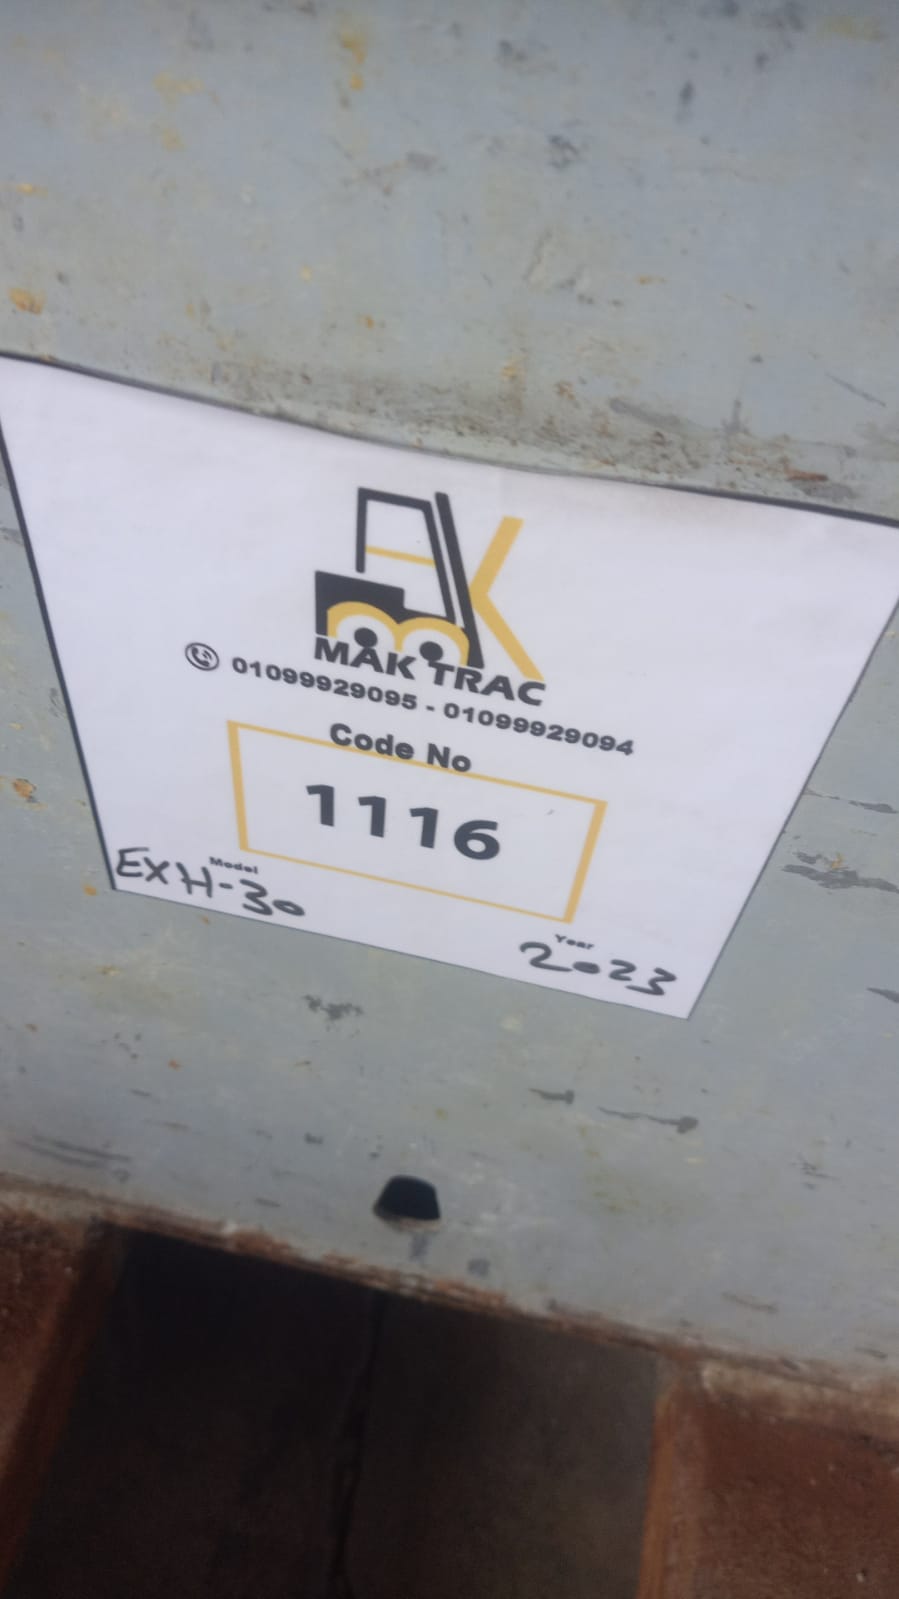 MAK TRAC
01099929095 - 01099929094
Code No
1116
Model
EXH-30
Year
2023